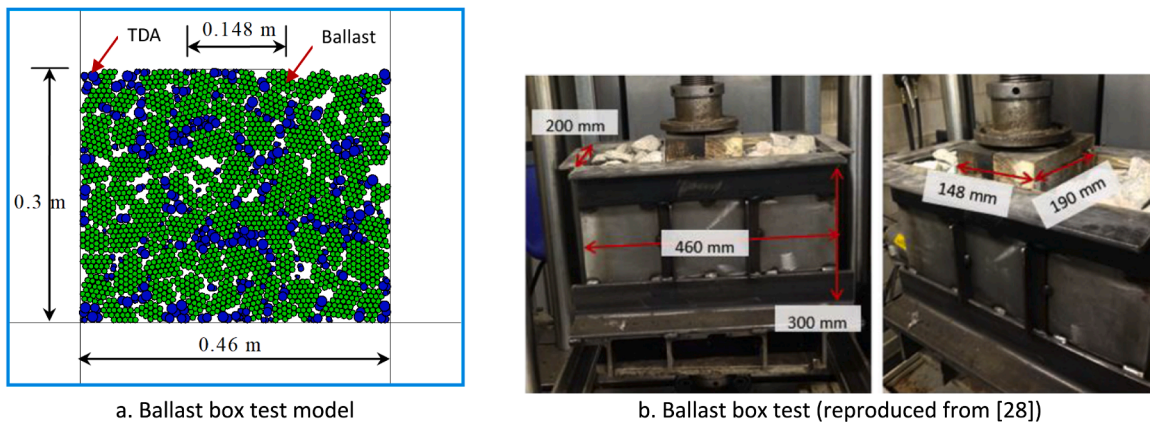 TDA
0.148 m
Ballast
0.3 m
0.46 m
a. Ballast box test model
200 mm
460 mm
300 mm
148 mm
190 mm
b. Ballast box test (reproduced from [28])